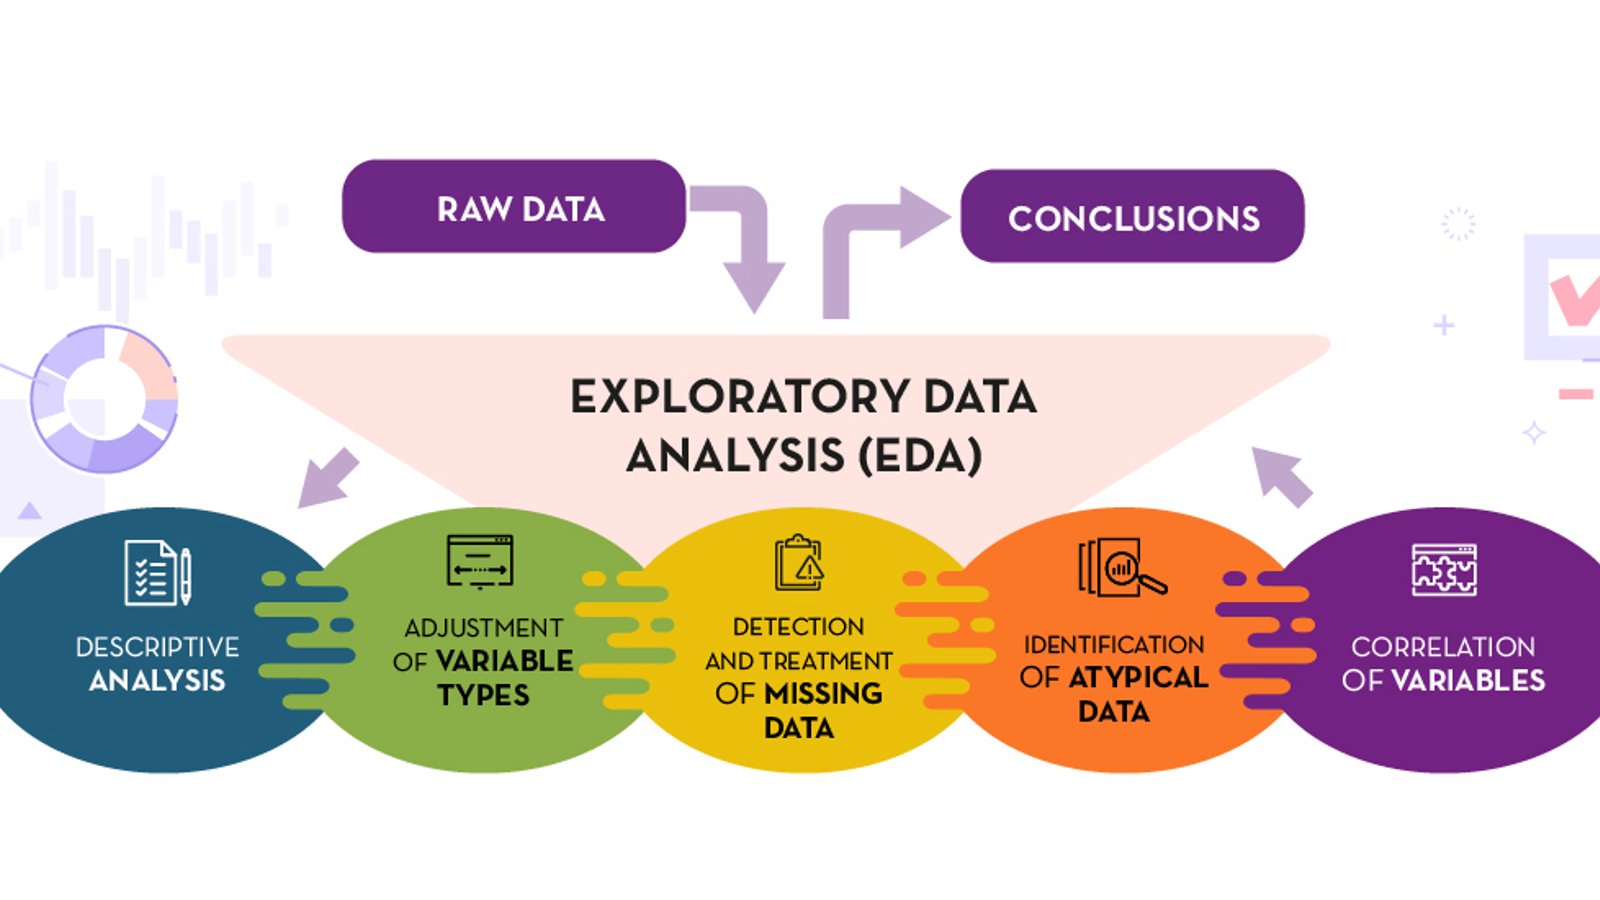 RAW DATA
CONCLUSIONS
EXPLORATORY DATA
ANALYSIS (EDA)
DESCRIPTIVE
ANALYSIS
ADJUSTMENT
OF VARIABLE
TYPES
DETECTION
AND TREATMENT
OF MISSING
DATA
IDENTIFICATION
OF ATYPICAL
DATA
CORRELATION
OF VARIABLES